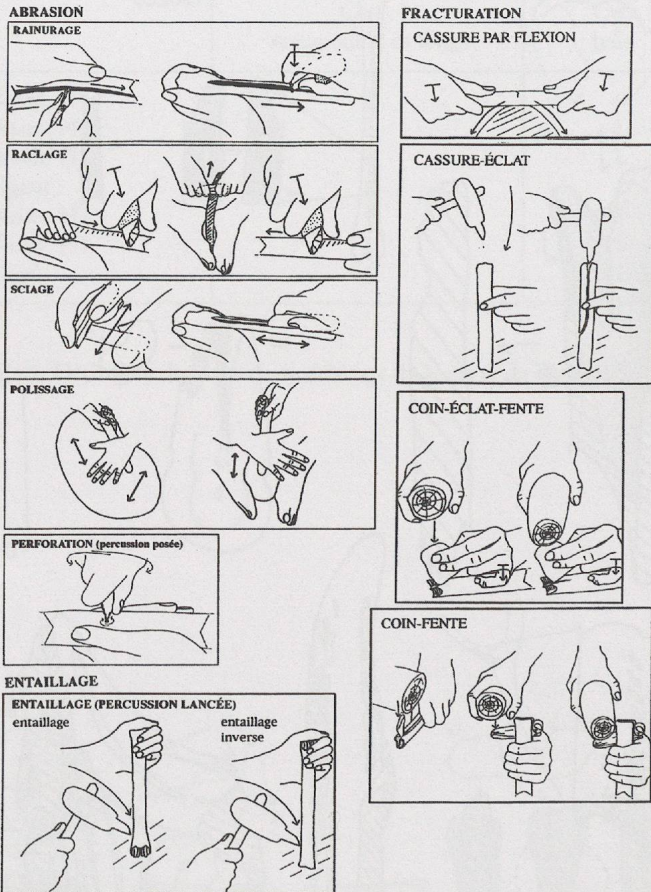 ABRASION
RAINURAGE
RACLAGE
SCIAGE
POLISSAGE
PERFORATION (percussion posée)
ENTAILLAGE
ENTAILLAGE (PERCUSSION LANCÉE)
entaillage
entaillage
inverse
FRACTURATION
CASSURE PAR FLEXION
CASSURE-ÉCLAT
COIN-ÉCLAT-FENTE
COIN-FENTE